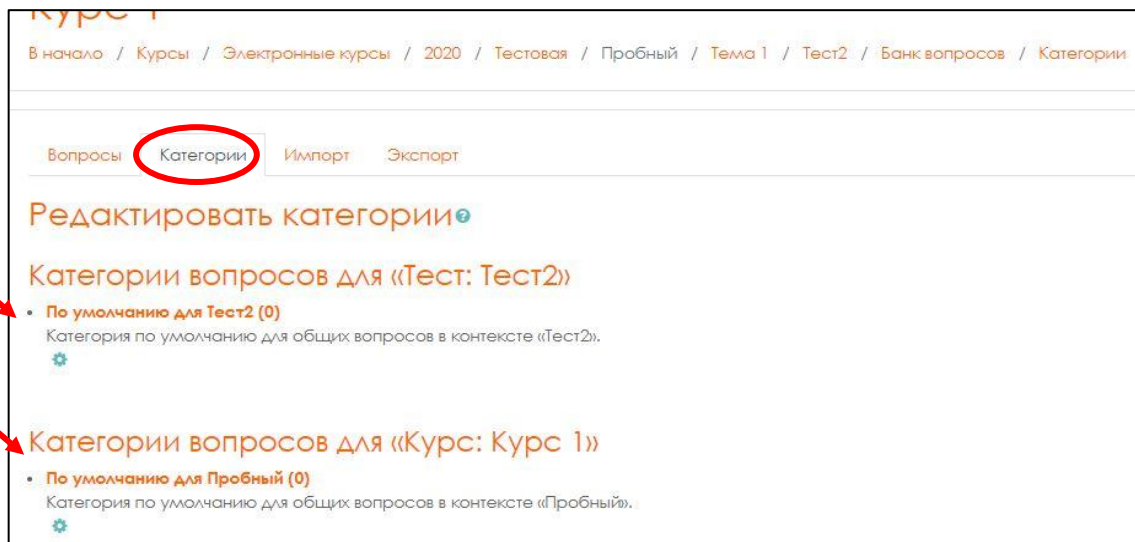 Курс 1
В начало / Курсы / Электронные курсы / 2020 / Тестовая / Пробный / Тема 1 / Тест2 / Банк вопросов / Категории
Вопросы Категории Импорт Экспорт
Редактировать категории
Категории вопросов для «Тест: Тест2»
По умолчанию для Тест2 (0)
Категория по умолчанию для общих вопросов в контексте «Тест2».
Категории вопросов для «Курс: Курс 1»
По умолчанию для Пробный (0)
Категория по умолчанию для общих вопросов в контексте «Пробный».